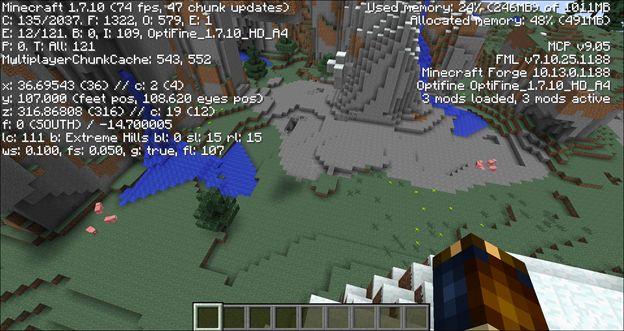 Minecraft 1.7.10 (74 fps, 47 chunk updates)
C: 135/2037. F: 1322, O: 579, E: 1
E: 12/121. B: 0, I: 109, OptiFine_1.7.10_HD_A4
P: 0. T: All: 121
MultiplayerChunkCache: 543, 552
x: 36.69543 (36) // c: 2 (4)
y: 107.000 (feet pos, 108.620 eyes pos)
z: 316.86808 (316) // c: 19 (12)
f: 0 (SOUTH) / -14.700005
lc: 111 b: Extreme Hills bl: 0 sl: 15 rl: 15
ws: 0.100, fs: 0.050, g: true, fl: 107
Used memory: 24% (246MB) of 1011MB
Allocated memory: 48% (491MB)
MCP v9.05
FML v7.10.25.1188
Minecraft Forge 10.13.0.1188
Optifine OptiFine_1.7.10_HD_A4
3 mods loaded, 3 mods active